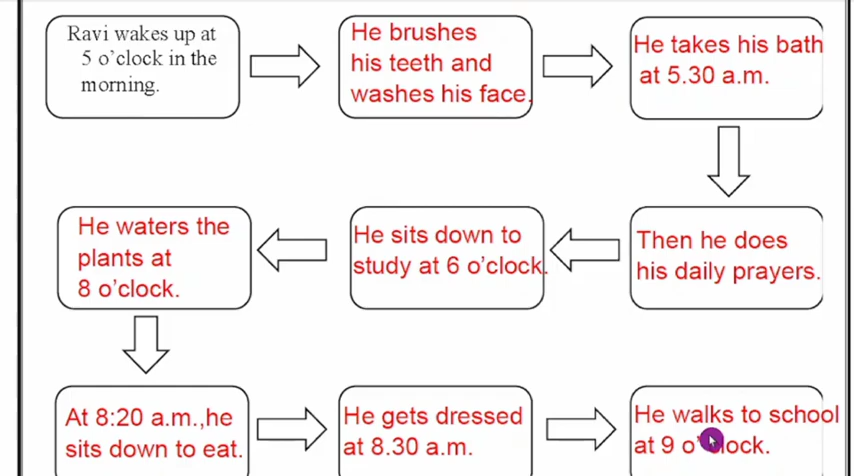 Ravi wakes up at
5 o'clock in the
morning.
He brushes
his teeth and
washes his face.
He takes his bath
at 5.30 a.m.
Then he does
his daily prayers.
He sits down to
study at 6 o'clock.
He waters the
plants at
8 o'clock.
At 8:20 a.m.,he
sits down to eat.
He gets dressed
at 8.30 a.m.
He walks to school
at 9 o'clock.